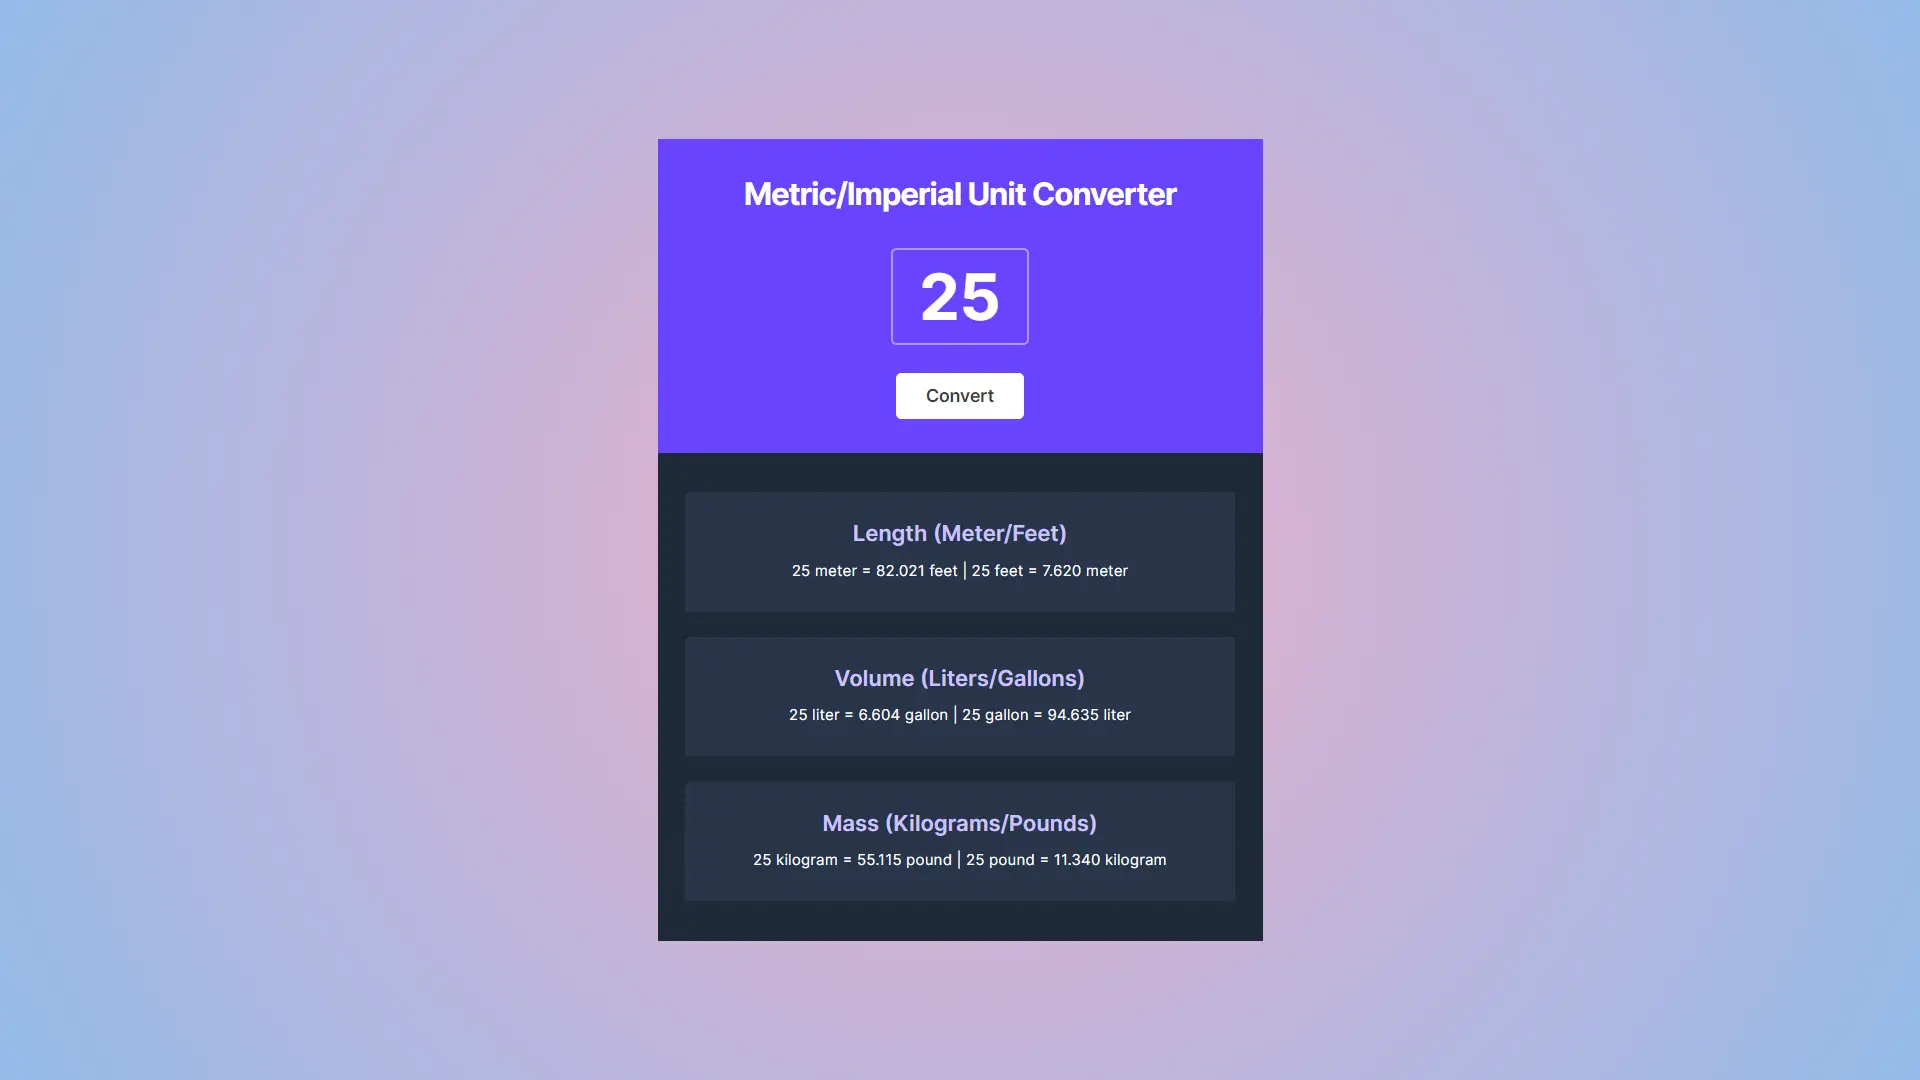 Metric/Imperial Unit Converter
25
Convert
Length (Meter/Feet)
25 meter = 82.021 feet | 25 feet = 7.620 meter
Volume (Liters/Gallons)
25 liter = 6.604 gallon | 25 gallon = 94.635 liter
Mass (Kilograms/Pounds)
25 kilogram = 55.115 pound | 25 pound = 11.340 kilogram